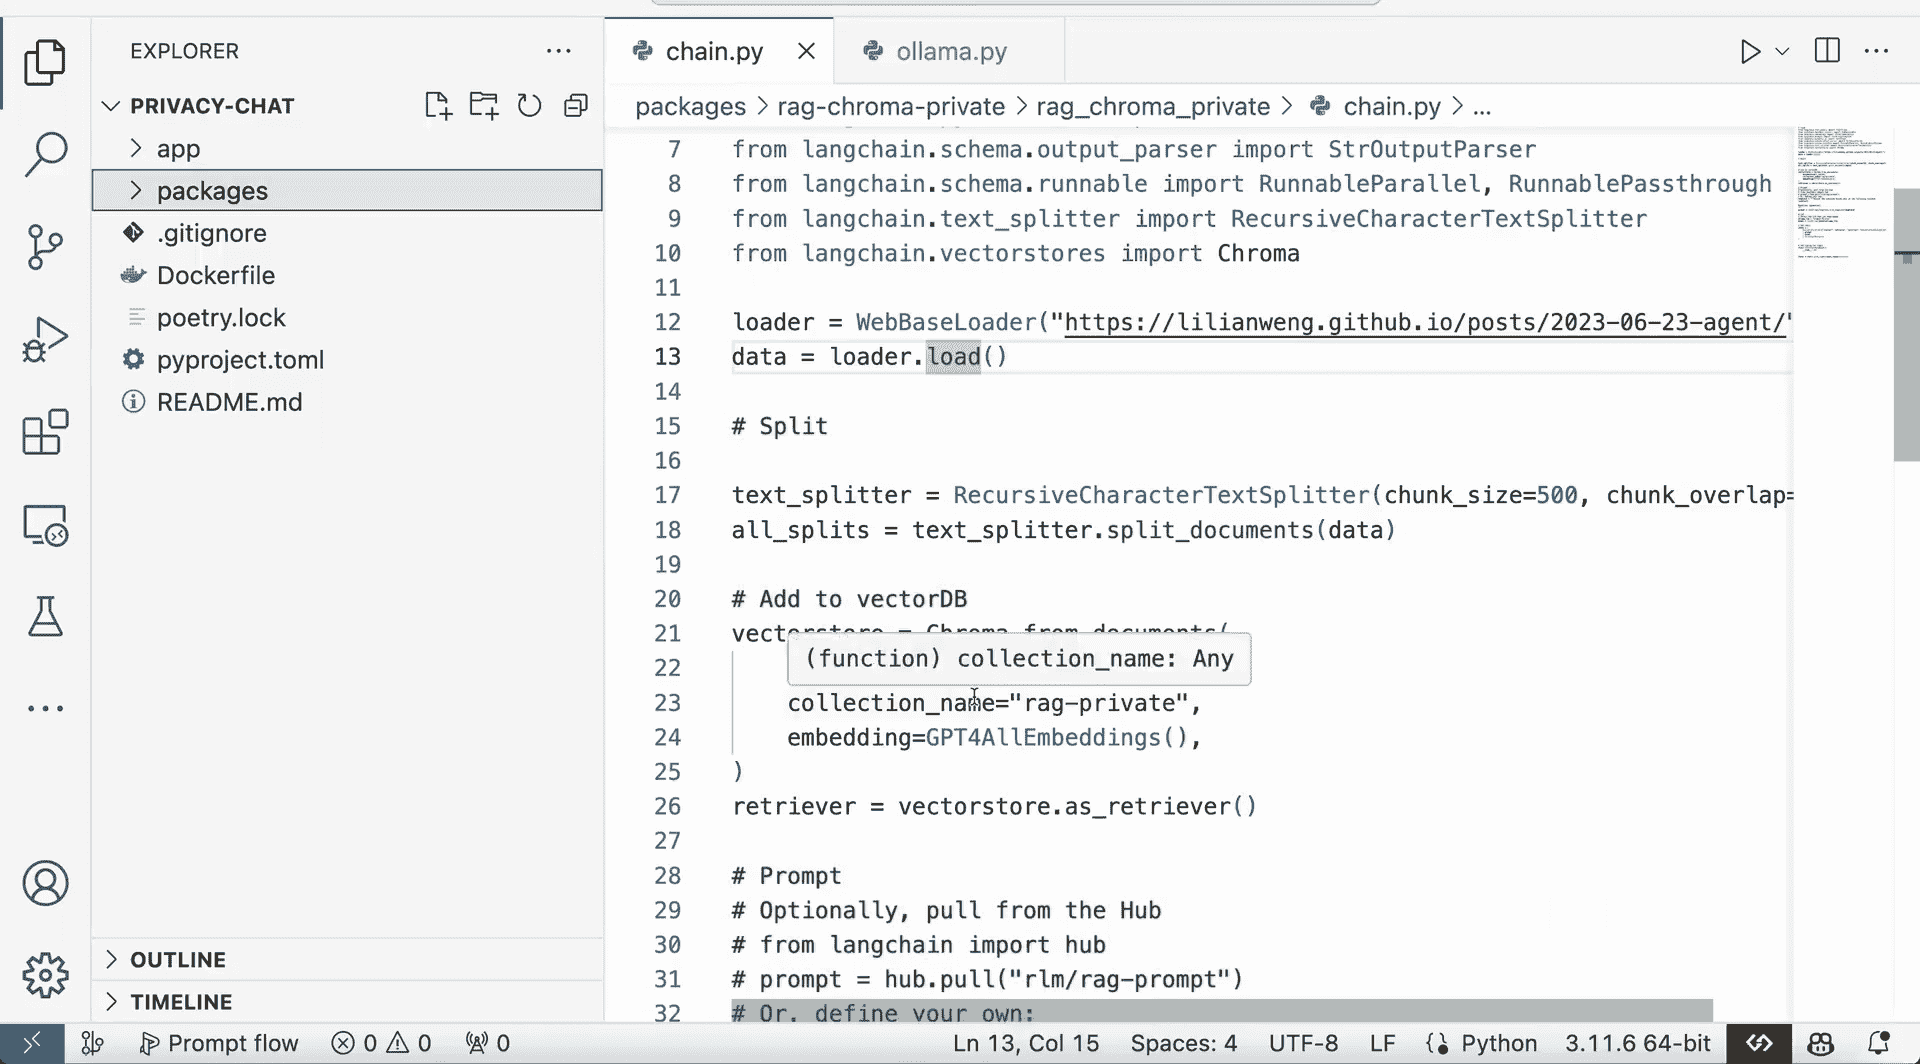 EXPLORER
PRIVACY-CHAT
app
packages
.gitignore
Dockerfile
poetry.lock
pyproject.toml
README.md
OUTLINE
TIMELINE
chain.py
ollama.py
packages > rag-chroma-private > rag_chroma_private > chain.py > ...
7 from langchain.schema.output_parser import StrOutputParser
8 from langchain.schema.runnable import RunnableParallel, RunnablePassthrough
9 from langchain.text_splitter import RecursiveCharacterTextSplitter
10 from langchain.vectorstores import Chroma
11
12 loader = WebBaseLoader("https://lilianweng.github.io/posts/2023-06-23-agent/"
13 data = loader.load()
14
15 # Split
16
17 text_splitter = RecursiveCharacterTextSplitter(chunk_size=500, chunk_overlap=
18 all_splits = text_splitter.split_documents(data)
19
20 # Add to vectorDB
21 vectorstore = Chroma.from_documents(
(function) collection_name: Any
22
23 collection_name="rag-private",
24 embedding=GPT4AllEmbeddings(),
25 )
26 retriever = vectorstore.as_retriever()
27
28 # Prompt
29 # Optionally, pull from the Hub
30 # from langchain import hub
31 # prompt = hub.pull("rlm/rag-prompt")
32 # Or, define your own:
Prompt flow 0 0 0 Ln 13, Col 15 Spaces: 4 UTF-8 LF Python 3.11.6 64-bit